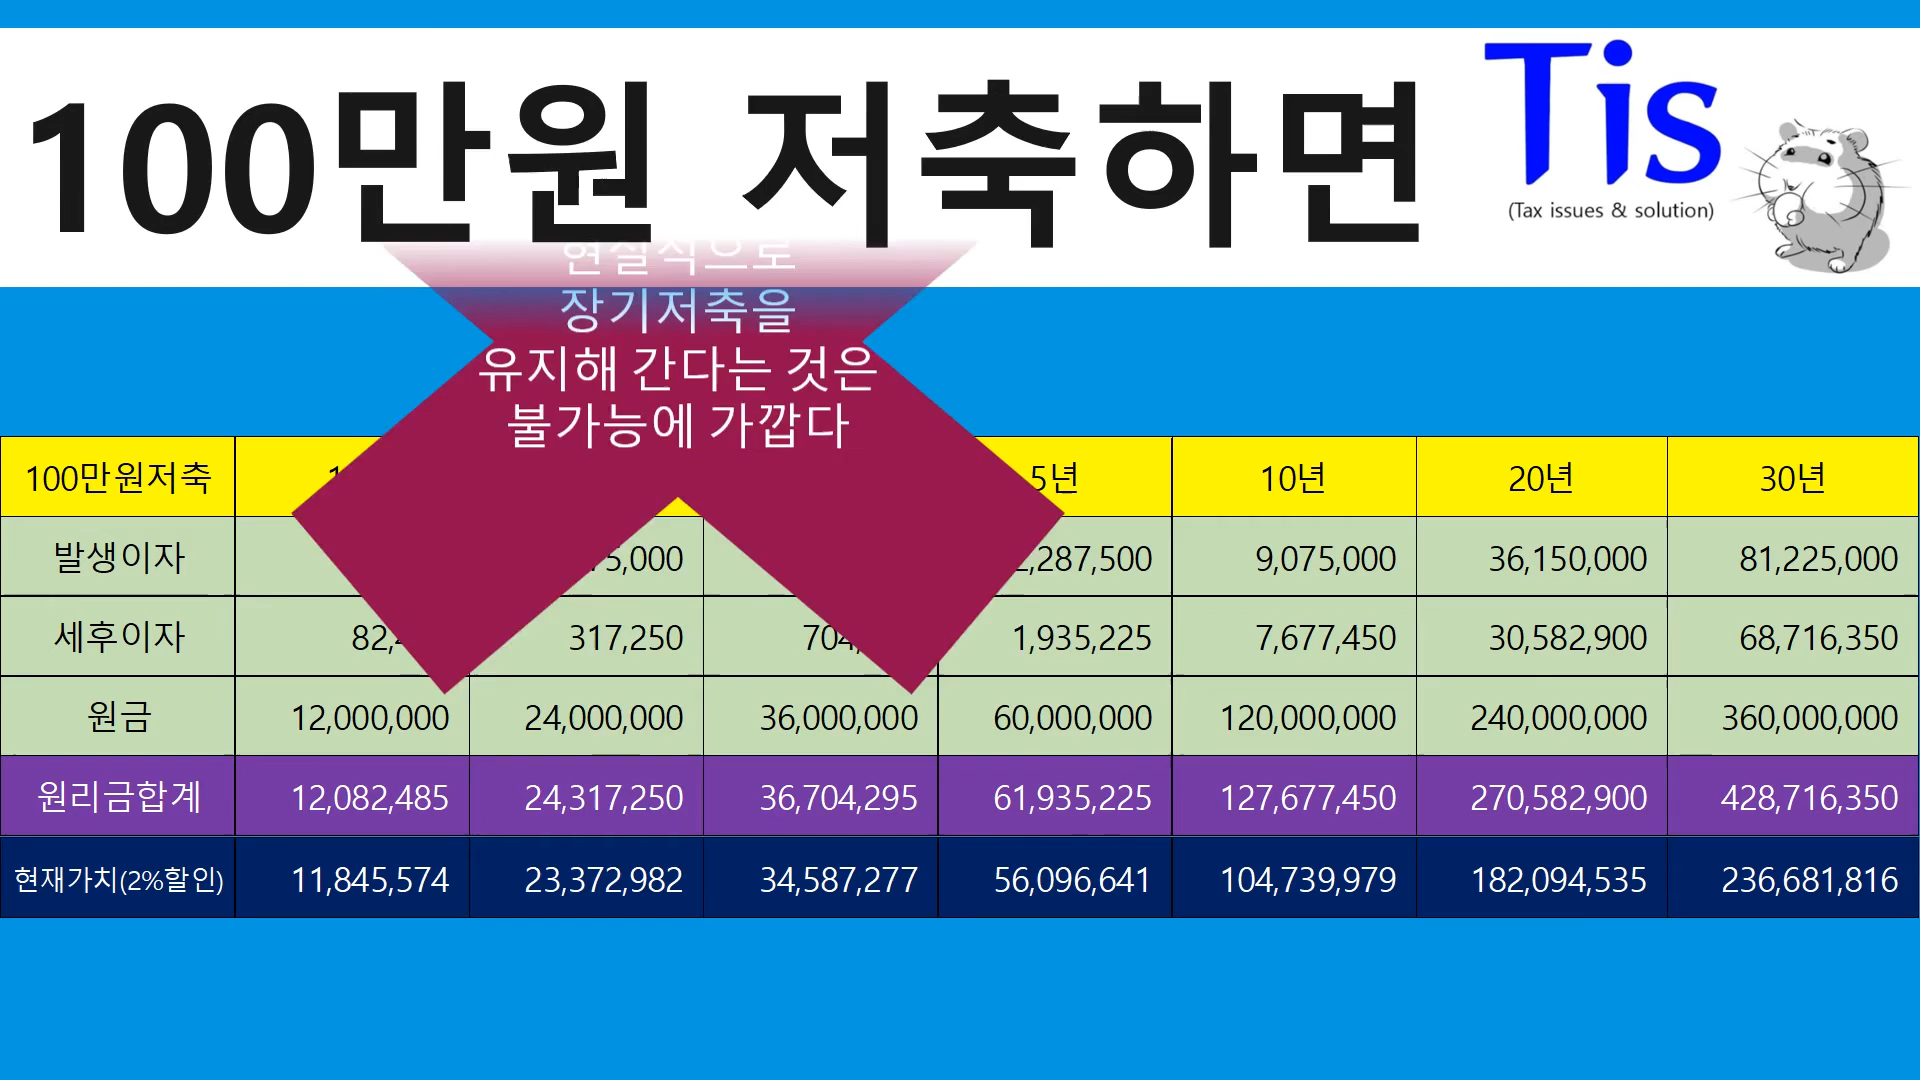 100만원 저축하면
Tis
(Tax issues & solution)
현실적으로
장기저축을
유지해 간다는 것은
불가능에 가깝다
100만원저축 5년 10년 20년 30년
발생이자 9,075,000 36,150,000 81,225,000
세후이자 317,250 1,935,225 7,677,450 30,582,900 68,716,350
원금 12,000,000 24,000,000 36,000,000 60,000,000 120,000,000 240,000,000 360,000,000
원리금합계 12,082,485 24,317,250 36,704,295 61,935,225 127,677,450 270,582,900 428,716,350
현재가치(2%할인) 11,845,574 23,372,982 34,587,277 56,096,641 104,739,979 182,094,535 236,681,816